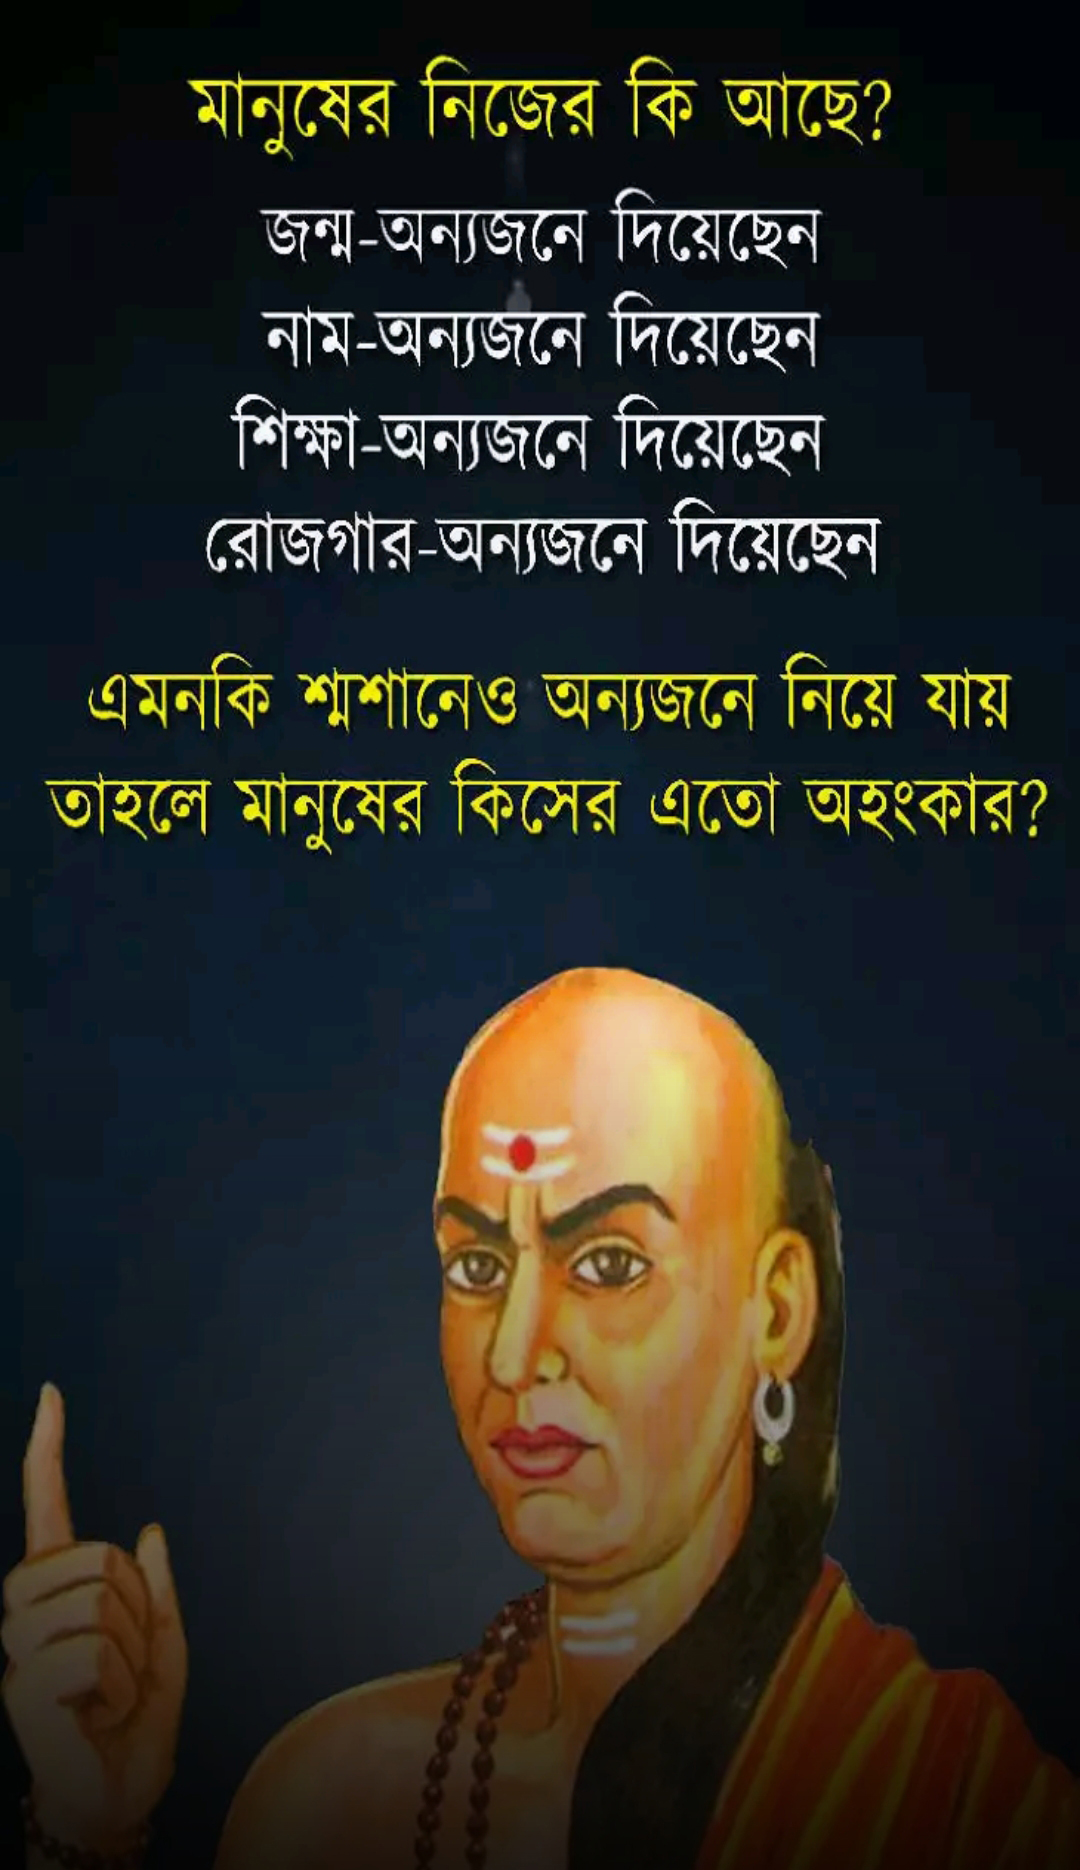 মানুষের নিজের কি আছে?
জন্ম-অন্যজনে দিয়েছেন
নাম-অন্যজনে দিয়েছেন
শিক্ষা-অন্যজনে দিয়েছেন
রোজগার-অন্যজনে দিয়েছেন
এমনকি শ্মশানেও অন্যজনে নিয়ে যায়
তাহলে মানুষের কিসের এতো অহংকার?